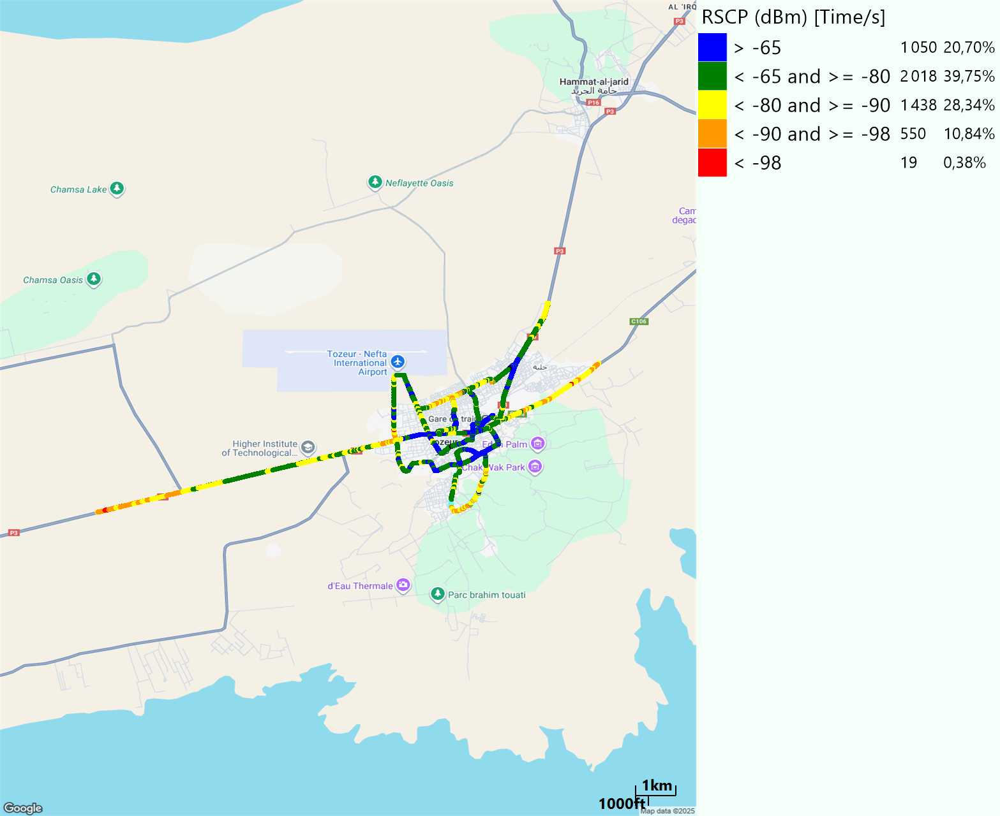 RSCP (dBm) [Time/s]
> -65 1 050 20,70%
< -65 and >= -80 2 018 39,75%
< -80 and >= -90 1 438 28,34%
< -90 and >= -98 550 10,84%
< -98 19 0,38%
AL 'IRQ
P3
Hammat-al-jarid
حامة الجريد
P16
P3
Chamsa Lake
Neflayette Oasis
Cam
degac
P3
Chamsa Oasis
C106
Tozeur - Nefta
International
Airport
Gare de train
Higher Institute
of Technological...
Tozeur
Eden Palm
Chak Wak Park
P3
d'Eau Thermale
Parc brahim touati
1km
1000ft
Google
Map data ©2025